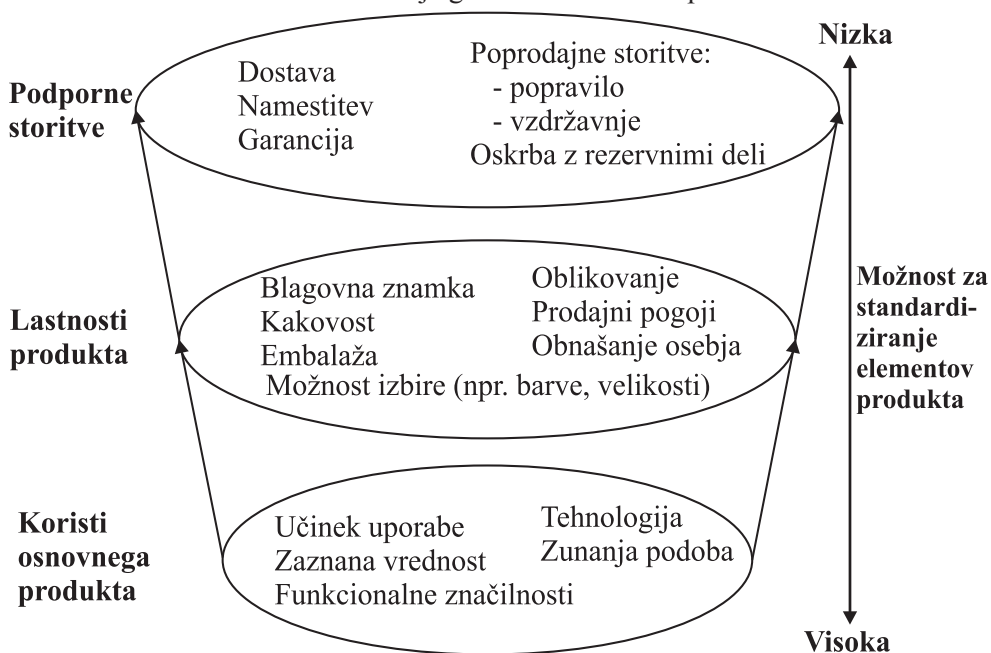 Nizka
Podporne
storitve
Dostava
Namestitev
Garancija
Poprodajne storitve:
- popravilo
- vzdržavnje
Oskrba z rezervnimi deli
Lastnosti
produkta
Blagovna znamka
Kakovost
Embalaža
Oblikovanje
Prodajni pogoji
Obnašanje osebja
Možnost izbire (npr. barve, velikosti)
Možnost za
standardi-
ziranje
elementov
produkta
Koristi
osnovnega
produkta
Učinek uporabe
Zaznana vrednost
Funkcionalne značilnosti
Tehnologija
Zunanja podoba
Visoka